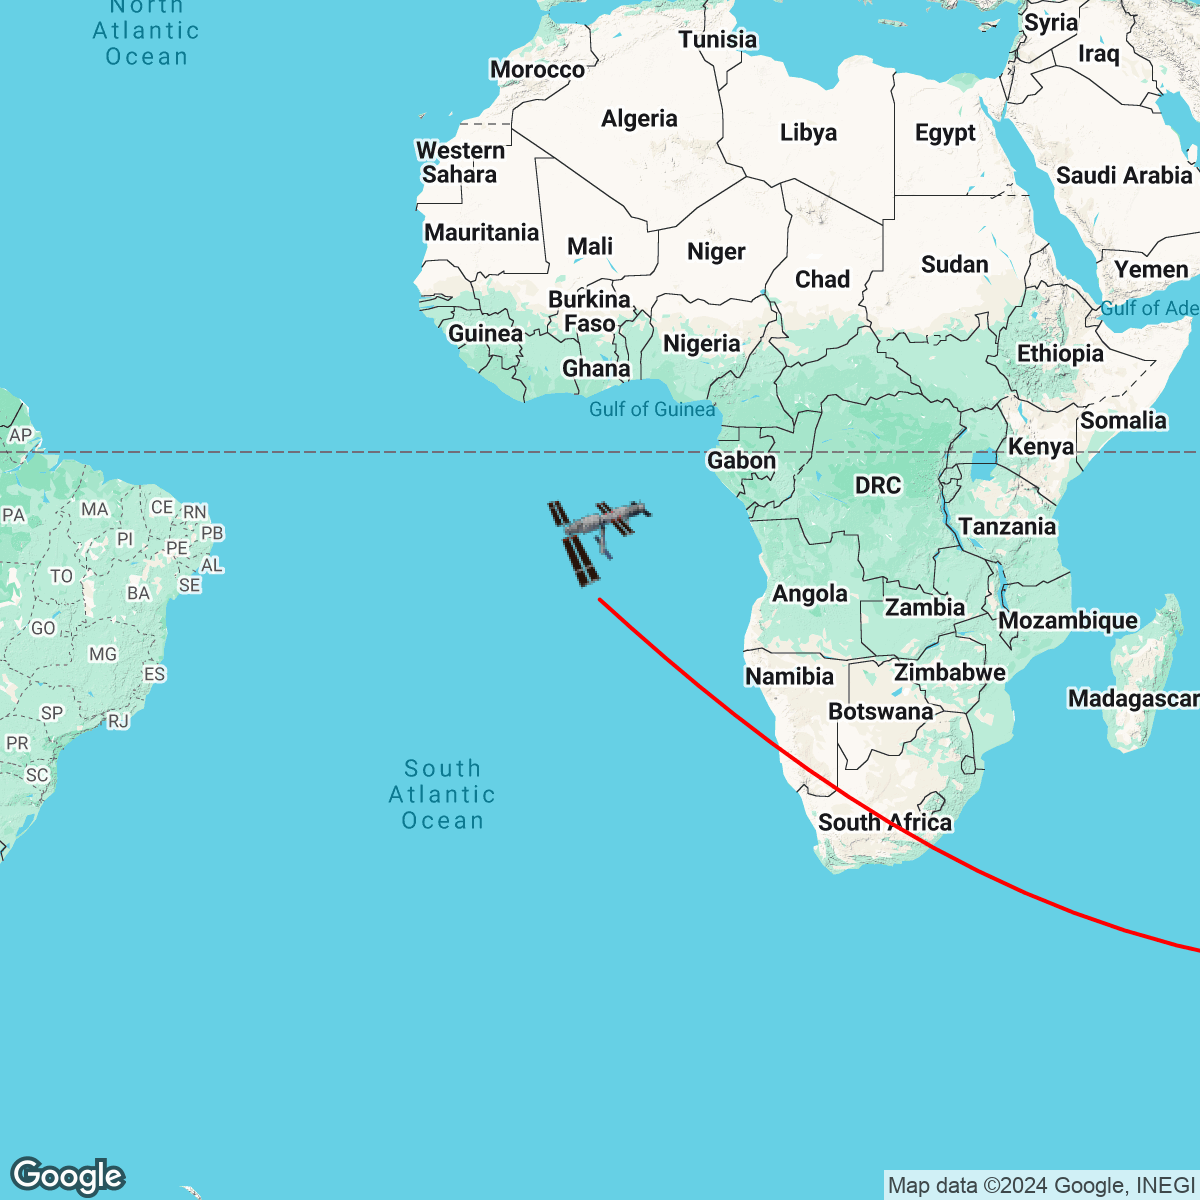 North
Atlantic
Ocean
Tunisia
Syria
Iraq
Morocco
Algeria
Libya
Egypt
Western
Sahara
Saudi Arabia
Mauritania
Mali
Niger
Chad
Sudan
Yemen
Burkina
Faso
Gulf of Ade
Guinea
Nigeria
Ethiopia
Ghana
Gulf of Guinea
Somalia
AP
Kenya
Gabon
DRC
PA
MA
CE
RN
Tanzania
PI
PB
PE
AL
TO
SE
BA
Angola
Zambia
Mozambique
GO
MG
ES
Namibia
Zimbabwe
Madagascar
SP
RJ
Botswana
PR
SC
South
Atlantic
Ocean
South Africa
Google
Map data ©2024 Google, INEGI